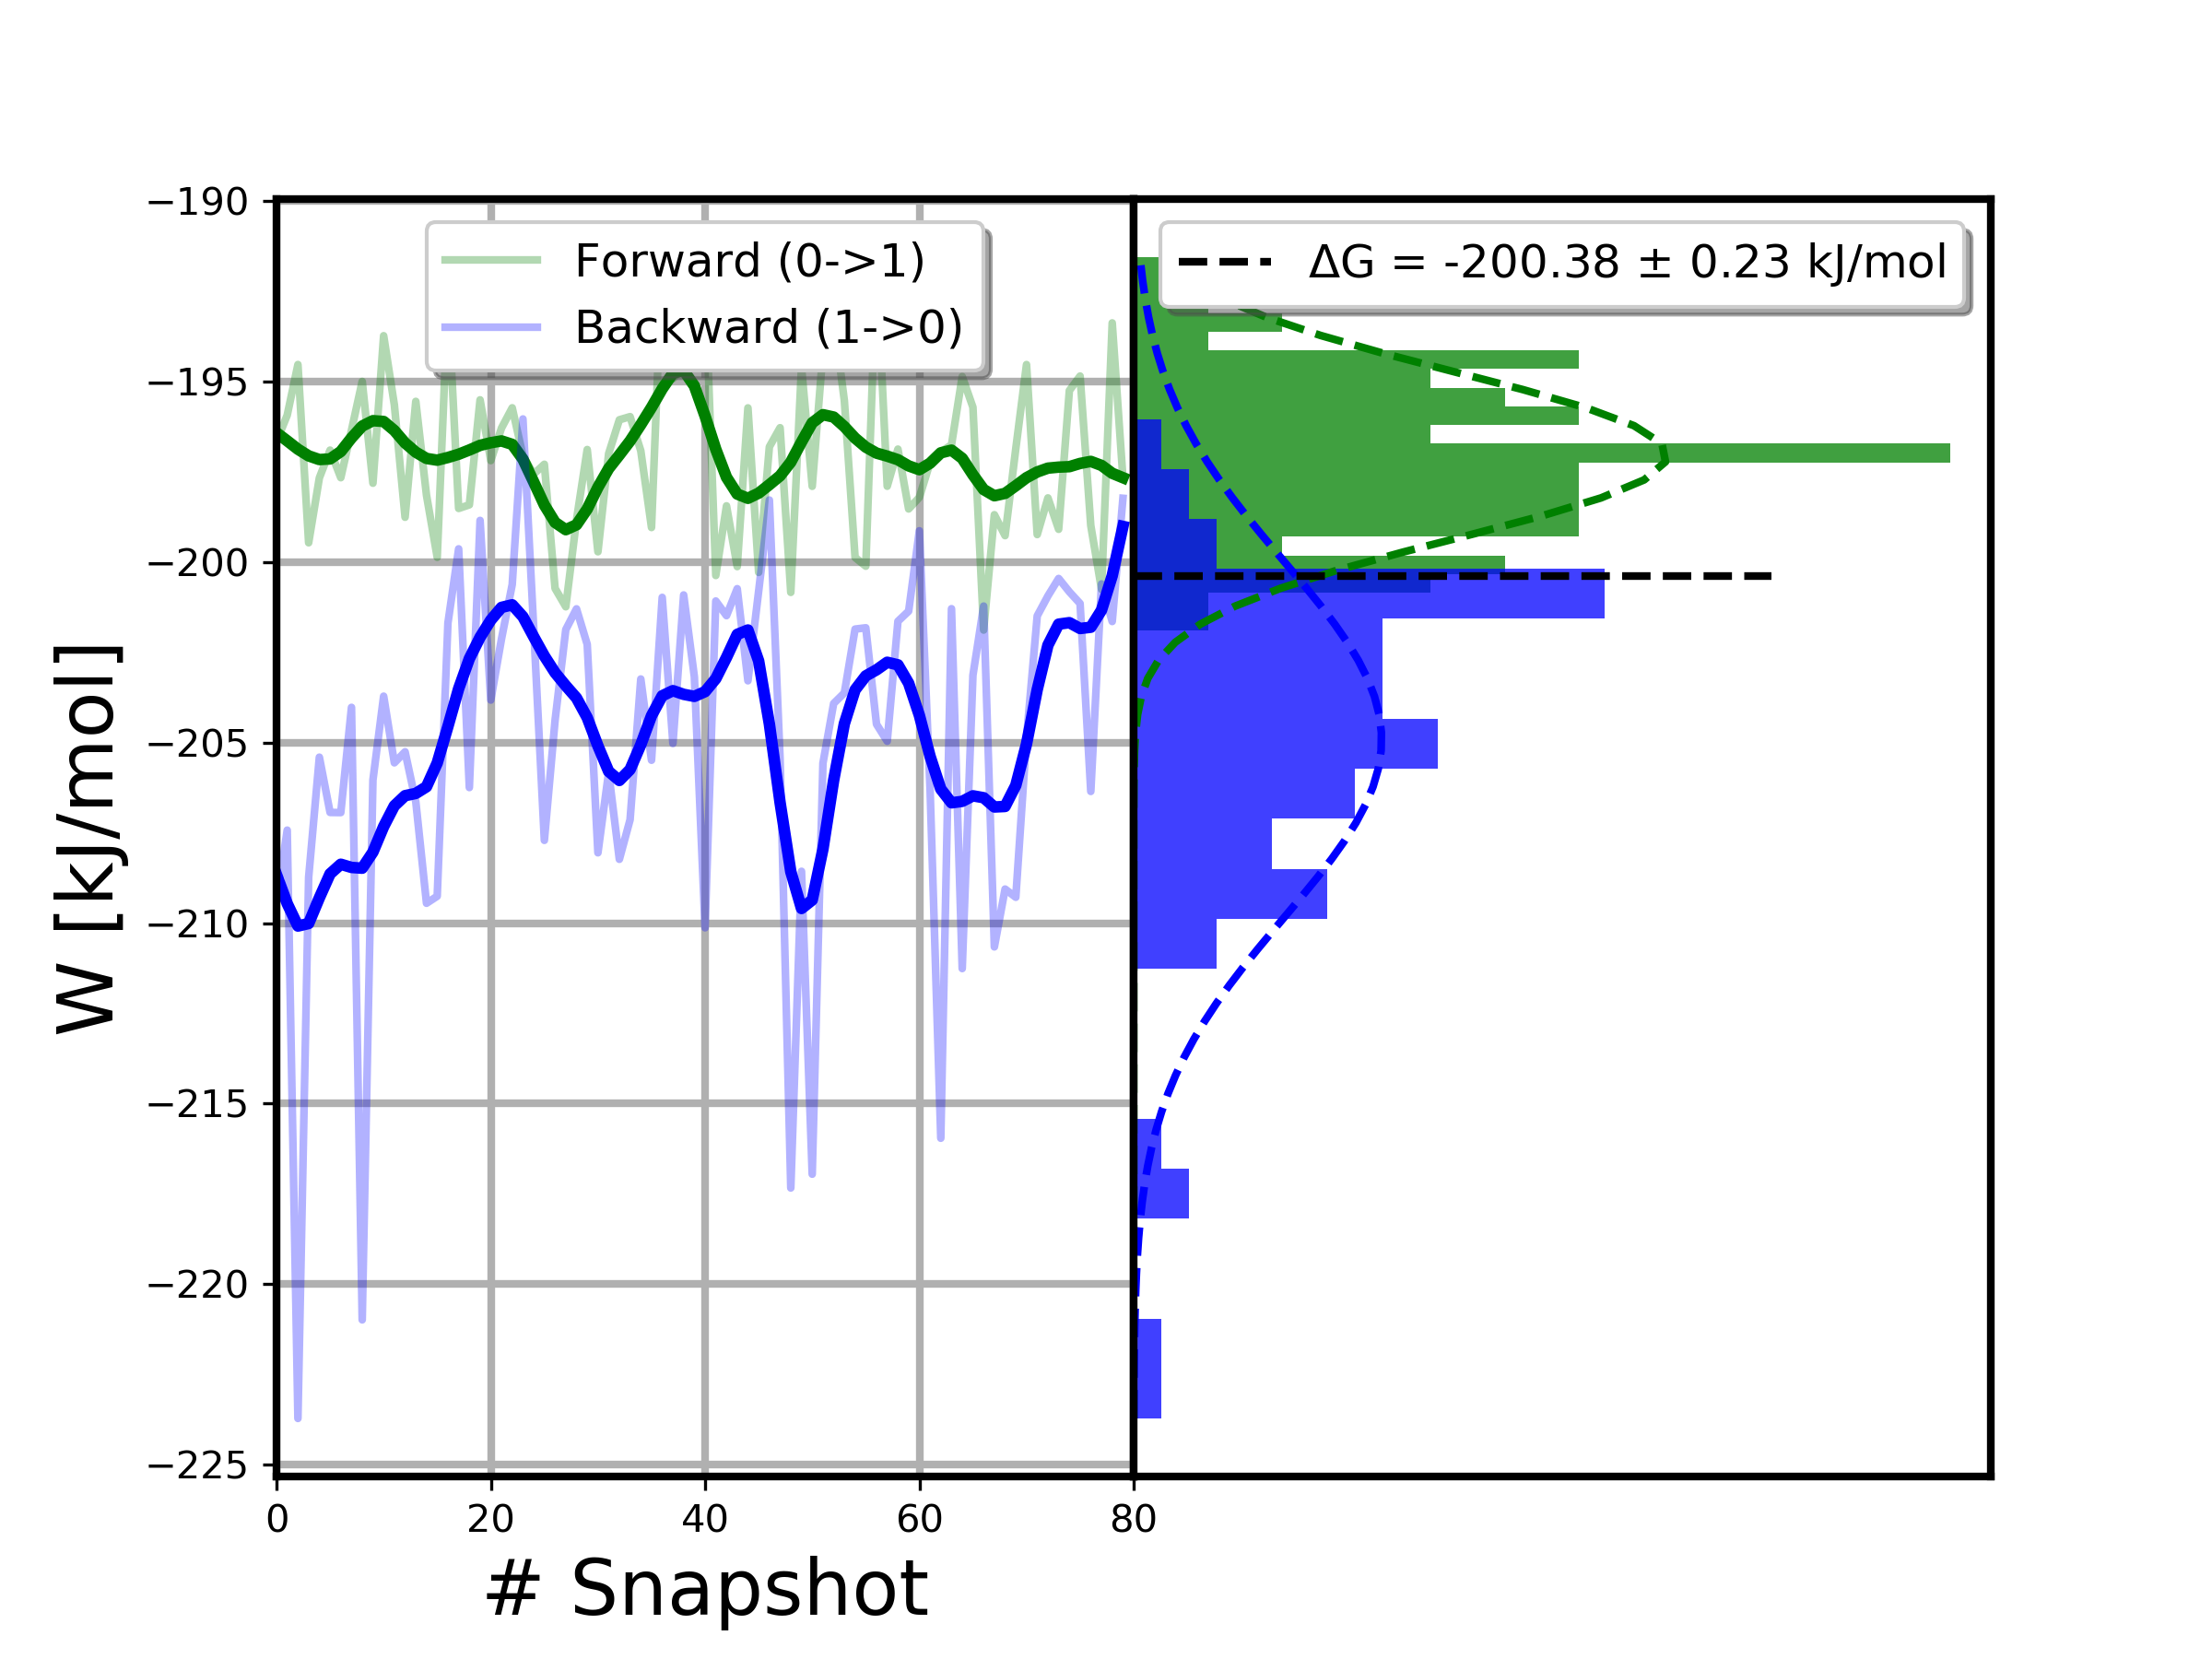 −190
−195
−200
−205
−210
−215
−220
−225
W [kJ/mol]
Forward (0->1)
Backward (1->0)
ΔG = -200.38 ± 0.23 kJ/mol
0 20 40 60 80
# Snapshot